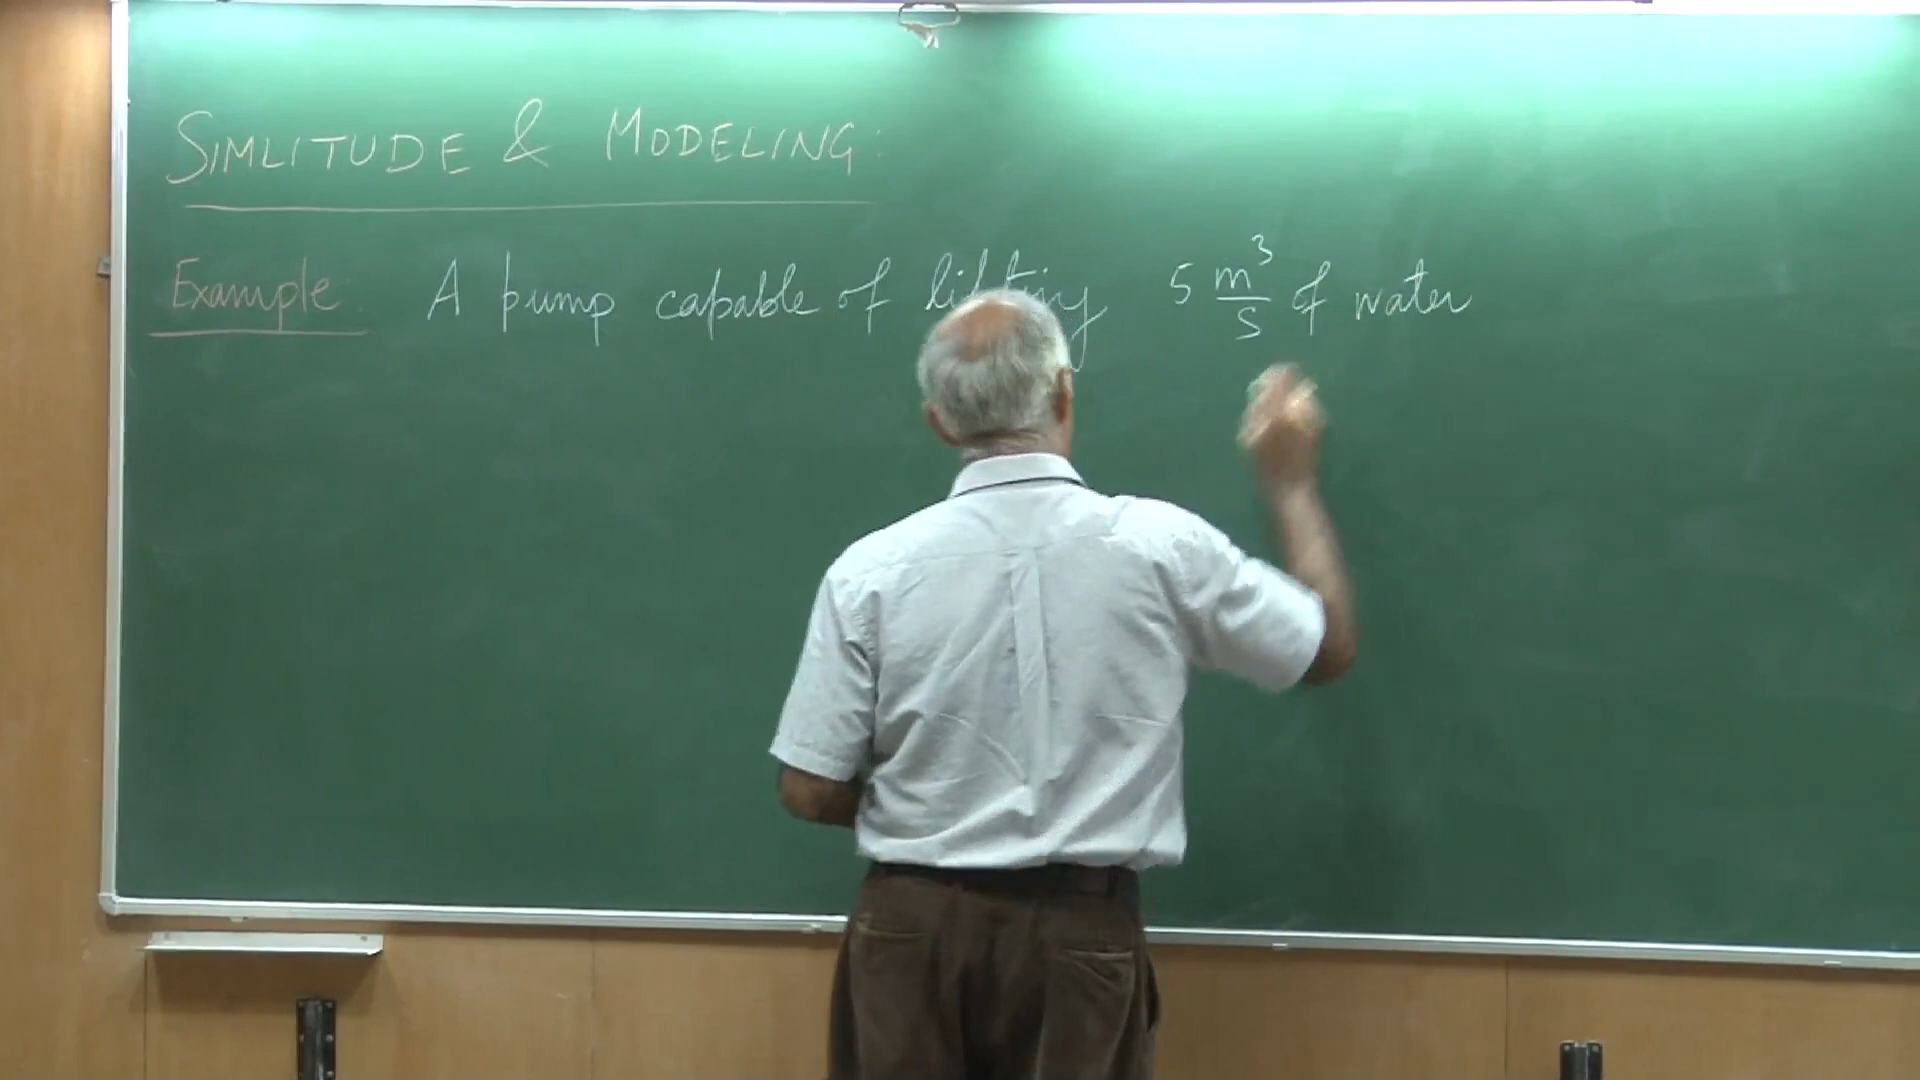 SIMLITUDE & MODELING:
Example: A pump capable of lifting 5 m³/s of water